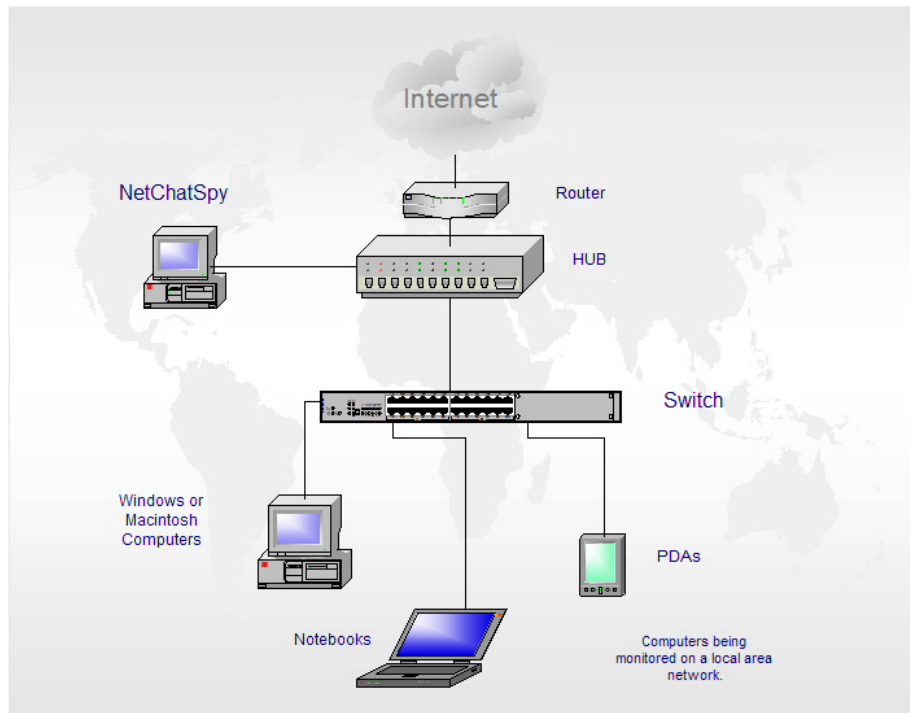 Internet
NetChatSpy
Router
HUB
Switch
Windows or
Macintosh
Computers
PDAs
Notebooks
Computers being
monitored on a local area
network.